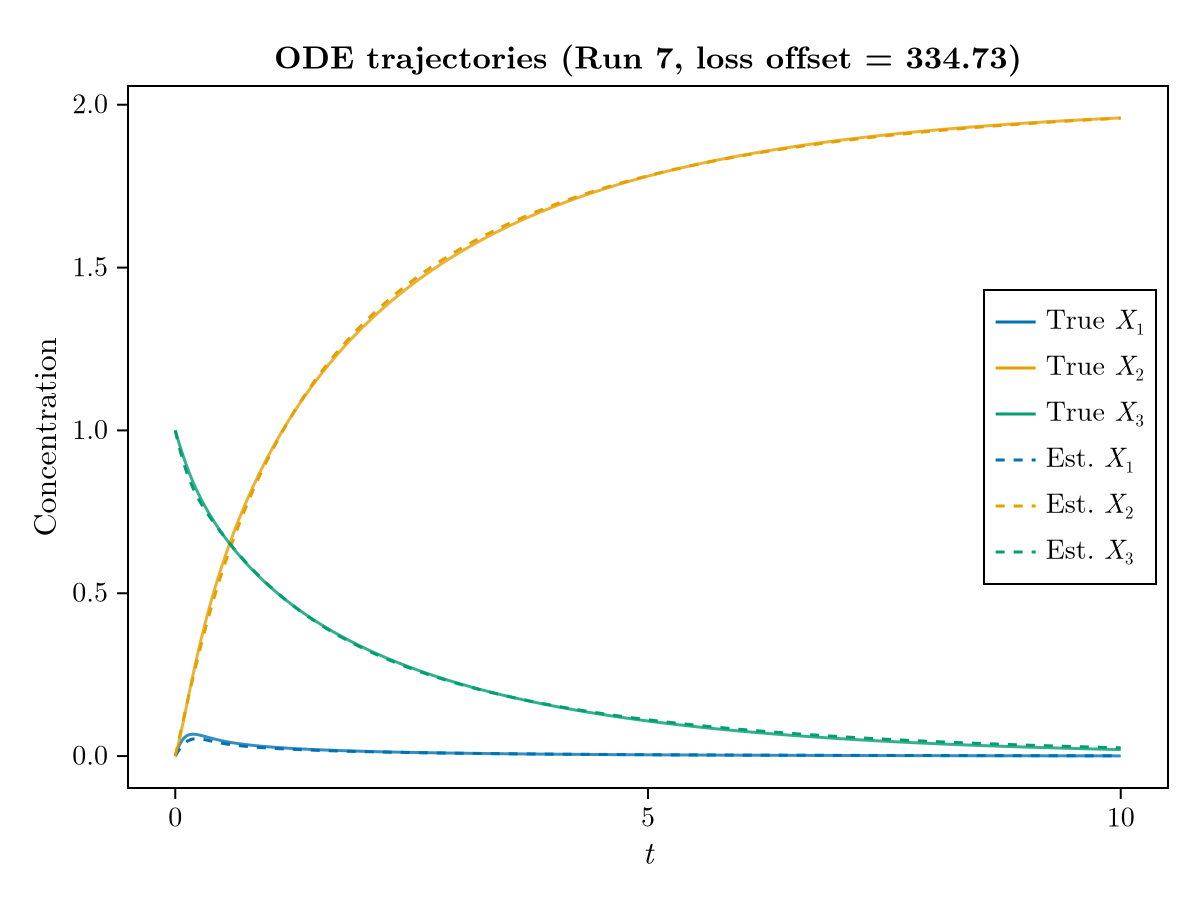 ODE trajectories (Run 7, loss offset = 334.73)
Concentration
2.0
1.5
1.0
0.5
0.0
0
5
10
t
True X₁
True X₂
True X₃
Est. X₁
Est. X₂
Est. X₃